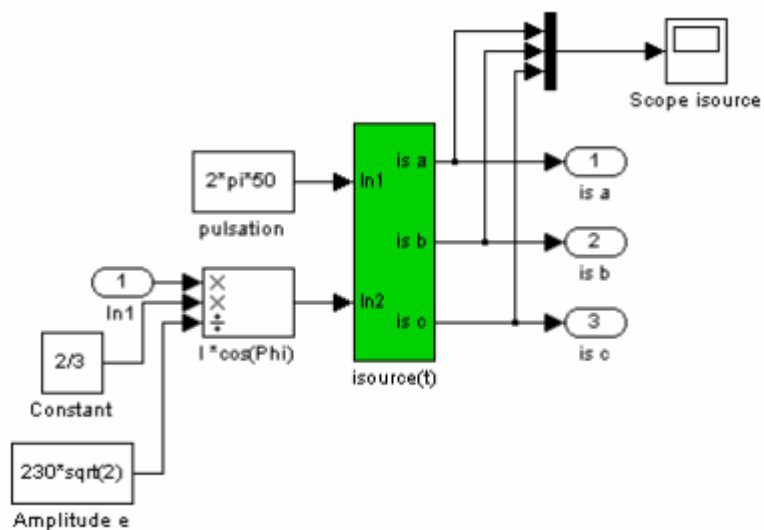 Scope isource
2*pi*50
pulsation
In1
In2
is a
is b
is c
isource(t)
1
is a
2
is b
3
is c
1
In1
×
×
÷
I*cos(Phi)
2/3
Constant
230*sqrt(2)
Amplitude e